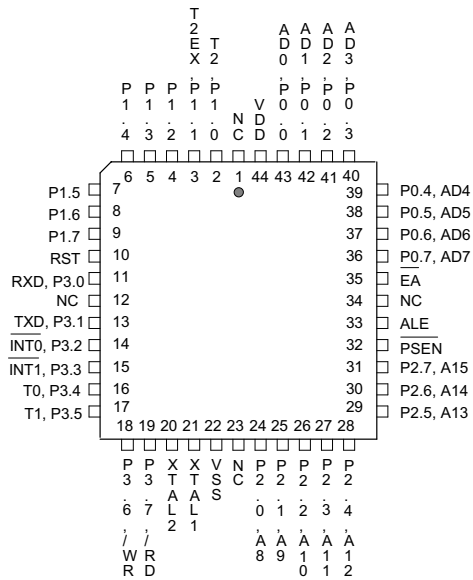 T2EX,P1.1
T2,P1.0
AD0,P0.0
AD1,P0.1
AD2,P0.2
AD3,P0.3
P1.4
P1.3
P1.2
NC
VDD
6 5 4 3 2 1 44 43 42 41 40
P1.5 7
P1.6 8
P1.7 9
RST 10
RXD, P3.0 11
NC 12
TXD, P3.1 13
INT0, P3.2 14
INT1, P3.3 15
T0, P3.4 16
T1, P3.5 17
39 P0.4, AD4
38 P0.5, AD5
37 P0.6, AD6
36 P0.7, AD7
35 EA
34 NC
33 ALE
32 PSEN
31 P2.7, A15
30 P2.6, A14
29 P2.5, A13
18 19 20 21 22 23 24 25 26 27 28
P3.6,/WR
P3.7,/RD
XTAL2
XTAL1
VSS
NC
P2.0,A8
P2.1,A9
P2.2,A10
P2.3,A11
P2.4,A12